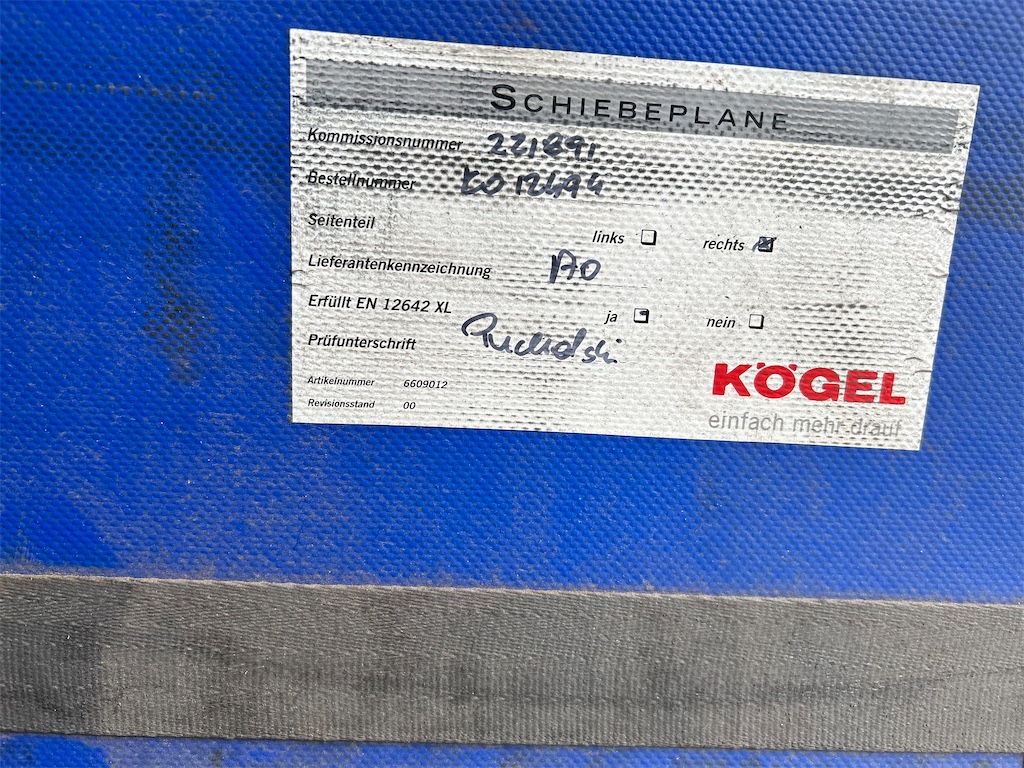 SCHIEBEPLANE
Kommissionsnummer 221891
Bestellnummer KO12494
Seitenteil links rechts
Lieferantenkennzeichnung
Erfüllt EN 12642 XL ja nein
Prüfunterschrift
Artikelnummer 6609012
Revisionsstand 00
KÖGEL
einfach mehr drauf